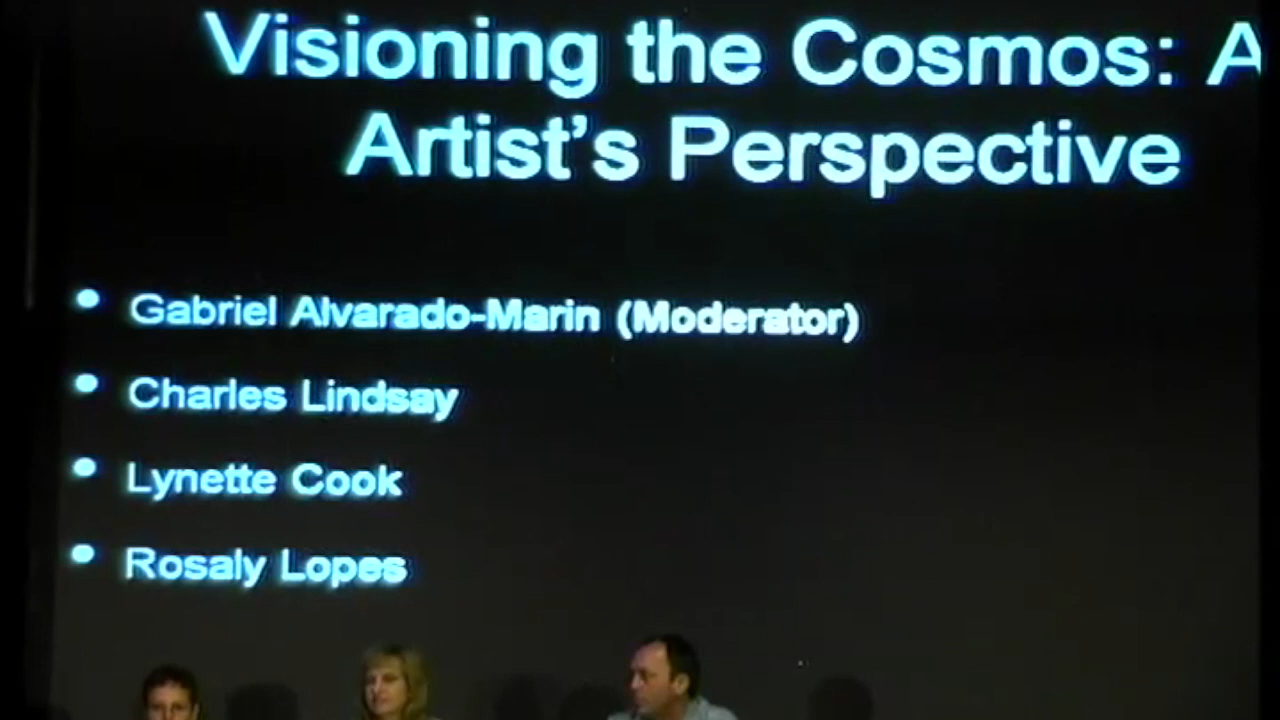 Visioning the Cosmos: A
Artist’s Perspective
• Gabriel Alvarado-Marin (Moderator)
• Charles Lindsay
• Lynette Cook
• Rosaly Lopes